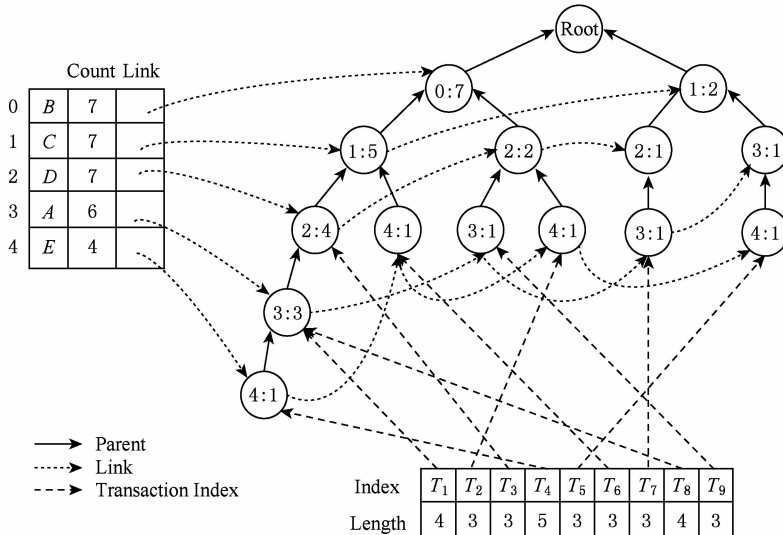 Root
Count Link
0:7
1:2
0 B 7
1 C 7
1:5
2:2
2:1
3:1
2 D 7
3 A 6
2:4
4:1
3:1
4:1
3:1
4:1
4 E 4
3:3
4:1
Parent
Link
Transaction Index
Index T1 T2 T3 T4 T5 T6 T7 T8 T9
Length 4 3 3 5 3 3 3 4 3